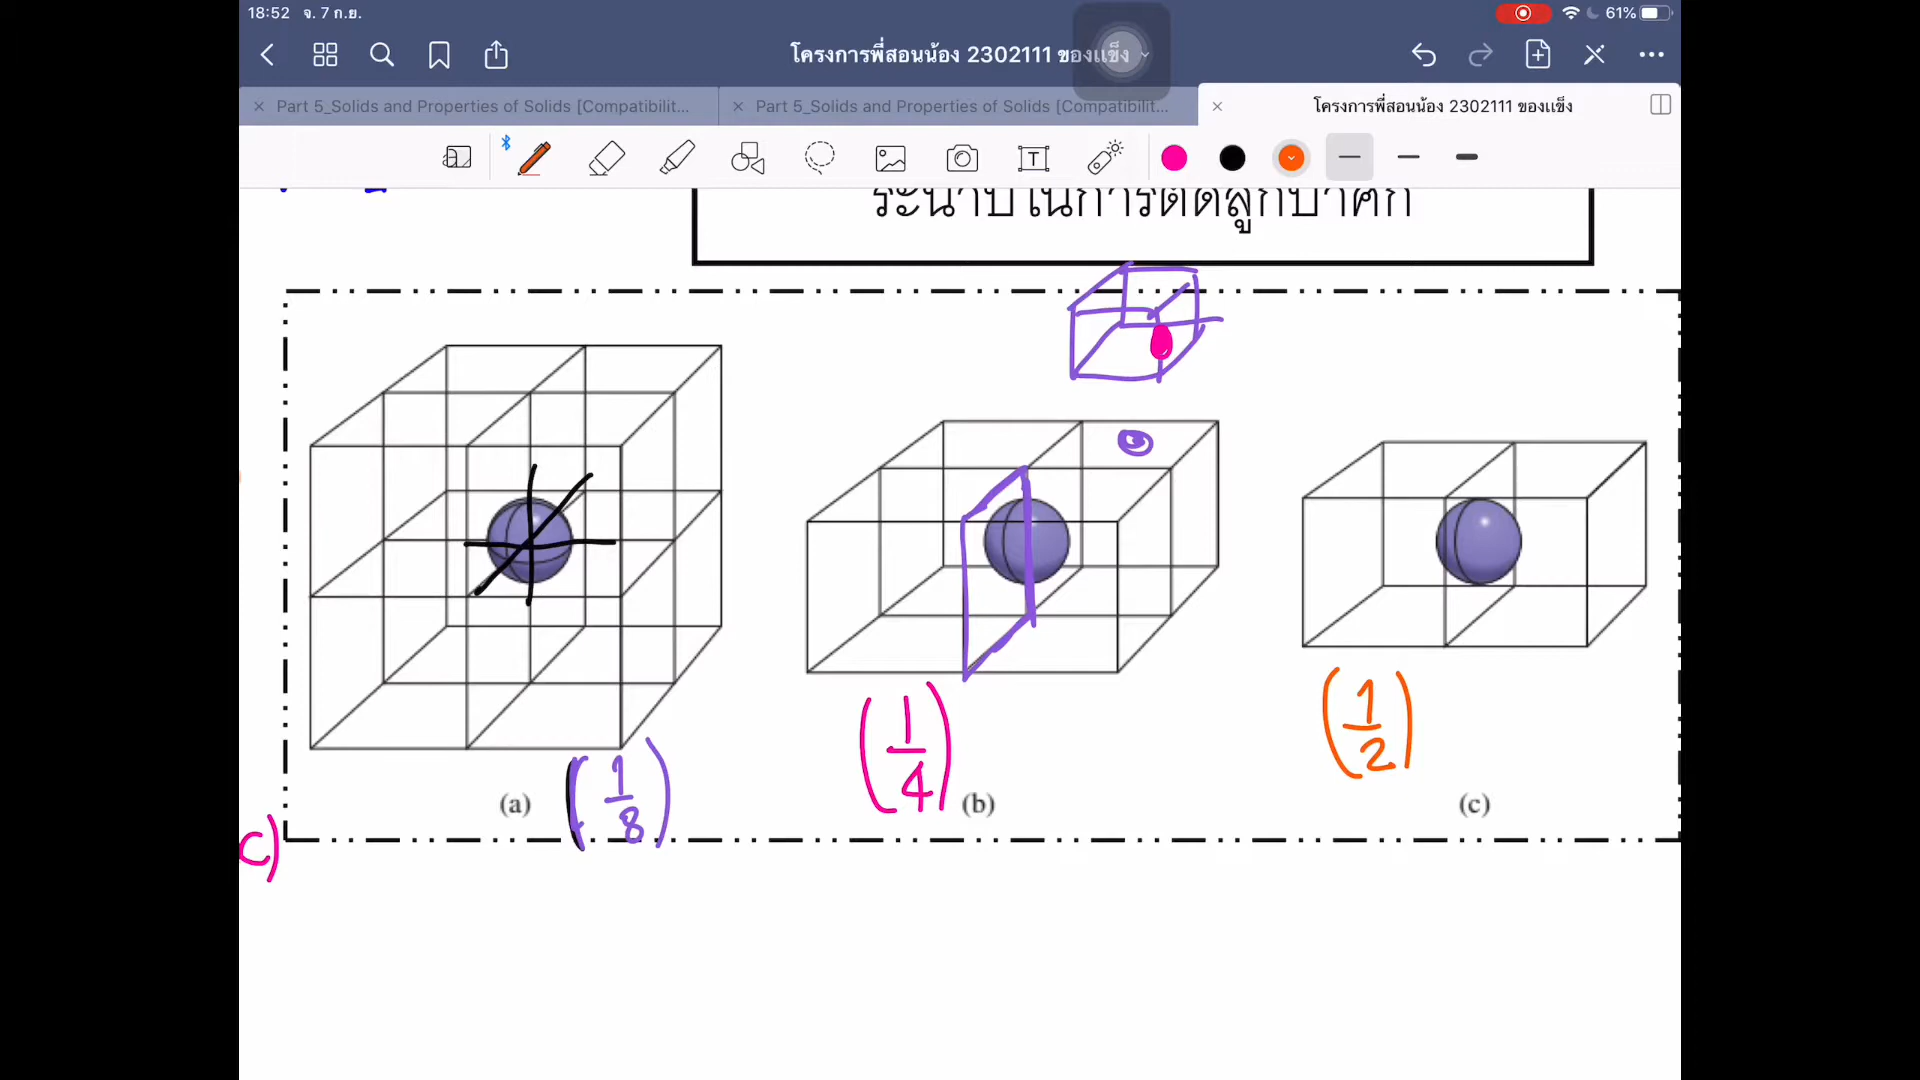 18:52 จ. 7 ก.ย. 61%
โครงการพี่สอนน้อง 2302111 ของแข็ง
Part 5_Solids and Properties of Solids [Compatibilit...
Part 5_Solids and Properties of Solids [Compatibilit...
โครงการพี่สอนน้อง 2302111 ของแข็ง
(1/8)
(1/4)
(1/2)
(a)
(b)
(c)
c)